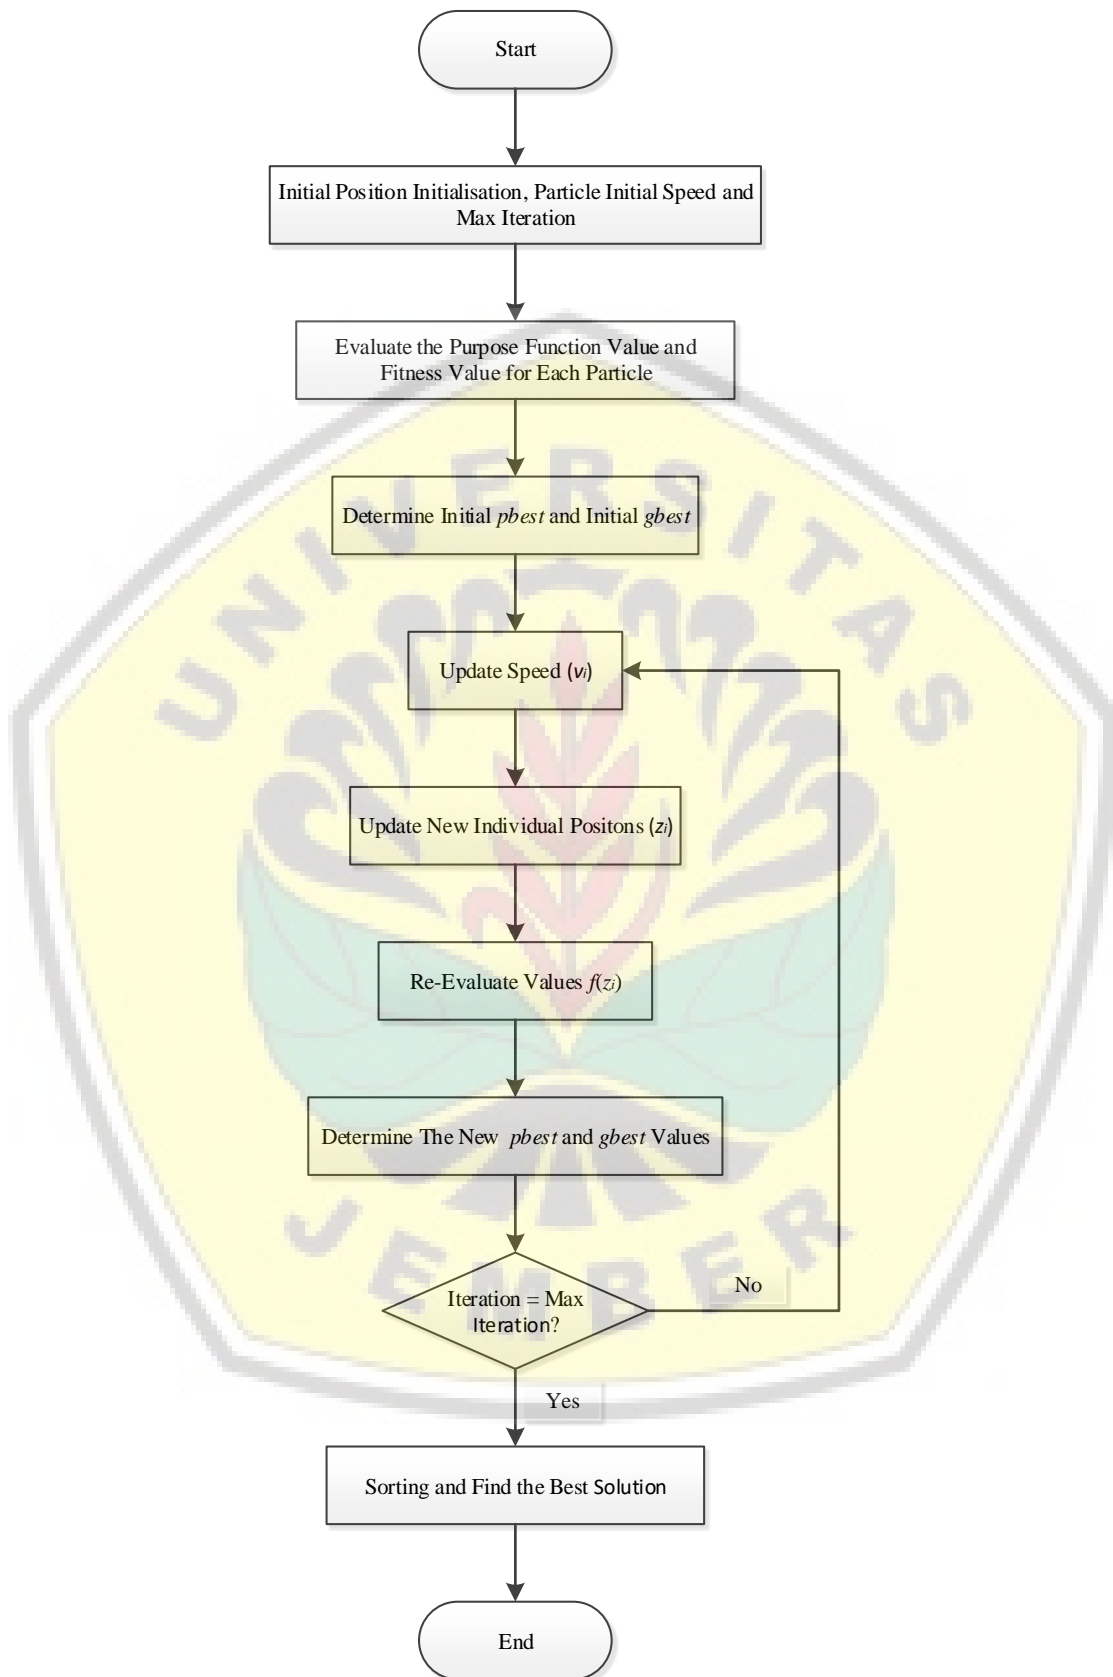 Start
Initial Position Initialisation, Particle Initial Speed and
Max Iteration
Evaluate the Purpose Function Value and
Fitness Value for Each Particle
UNIVERSITAS
Determine Initial pbest and Initial gbest
Update Speed (vi)
Update New Individual Positons (zi)
Re-Evaluate Values f(zi)
Determine The New pbest and gbest Values
JEMBER
No
Iteration = Max
Iteration?
Yes
Sorting and Find the Best Solution
End